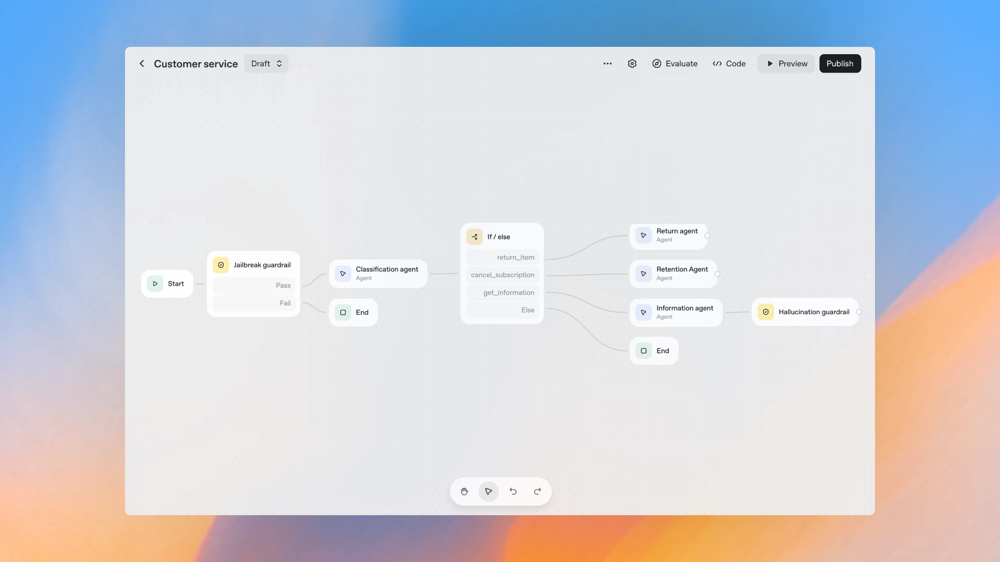 Customer service
Draft
Evaluate
Code
Preview
Publish
Start
Jailbreak guardrail
Pass
Fail
Classification agent
Agent
End
If / else
return_item
cancel_subscription
get_information
Else
Return agent
Agent
Retention Agent
Agent
Information agent
Agent
End
Hallucination guardrail